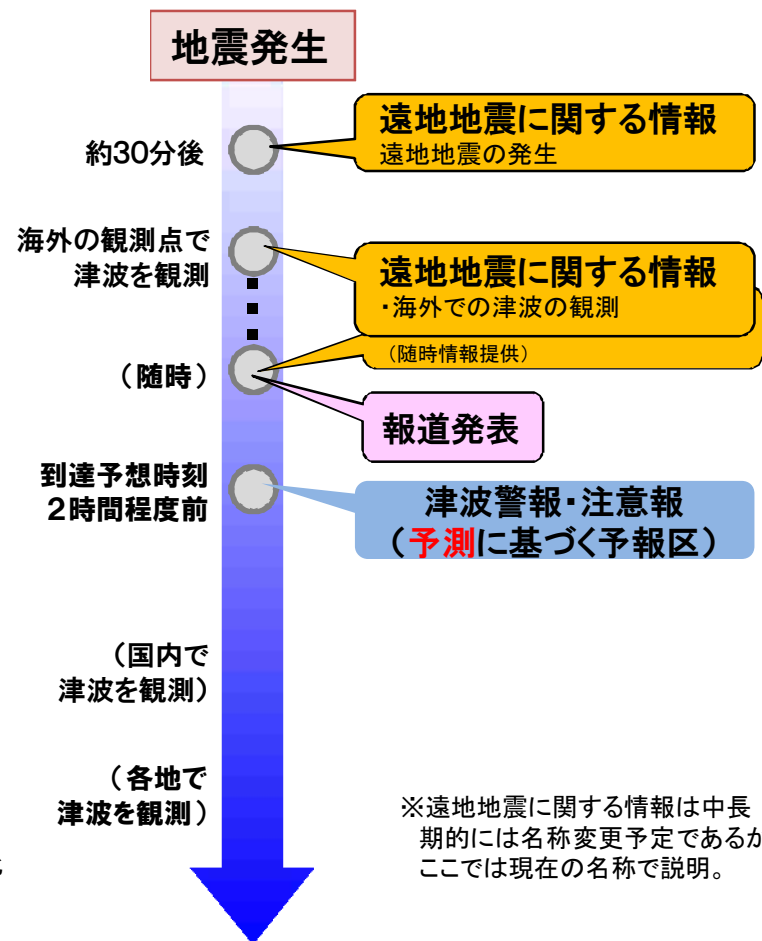 地震発生
約30分後
遠地地震に関する情報
遠地地震の発生
海外の観測点で
津波を観測
遠地地震に関する情報
・海外での津波の観測
（随時情報提供）
（随時）
報道発表
到達予想時刻
２時間程度前
津波警報・注意報
（予測に基づく予報区）
（国内で
津波を観測）
（各地で
津波を観測）
※遠地地震に関する情報は中長
期的には名称変更予定であるが
ここでは現在の名称で説明。